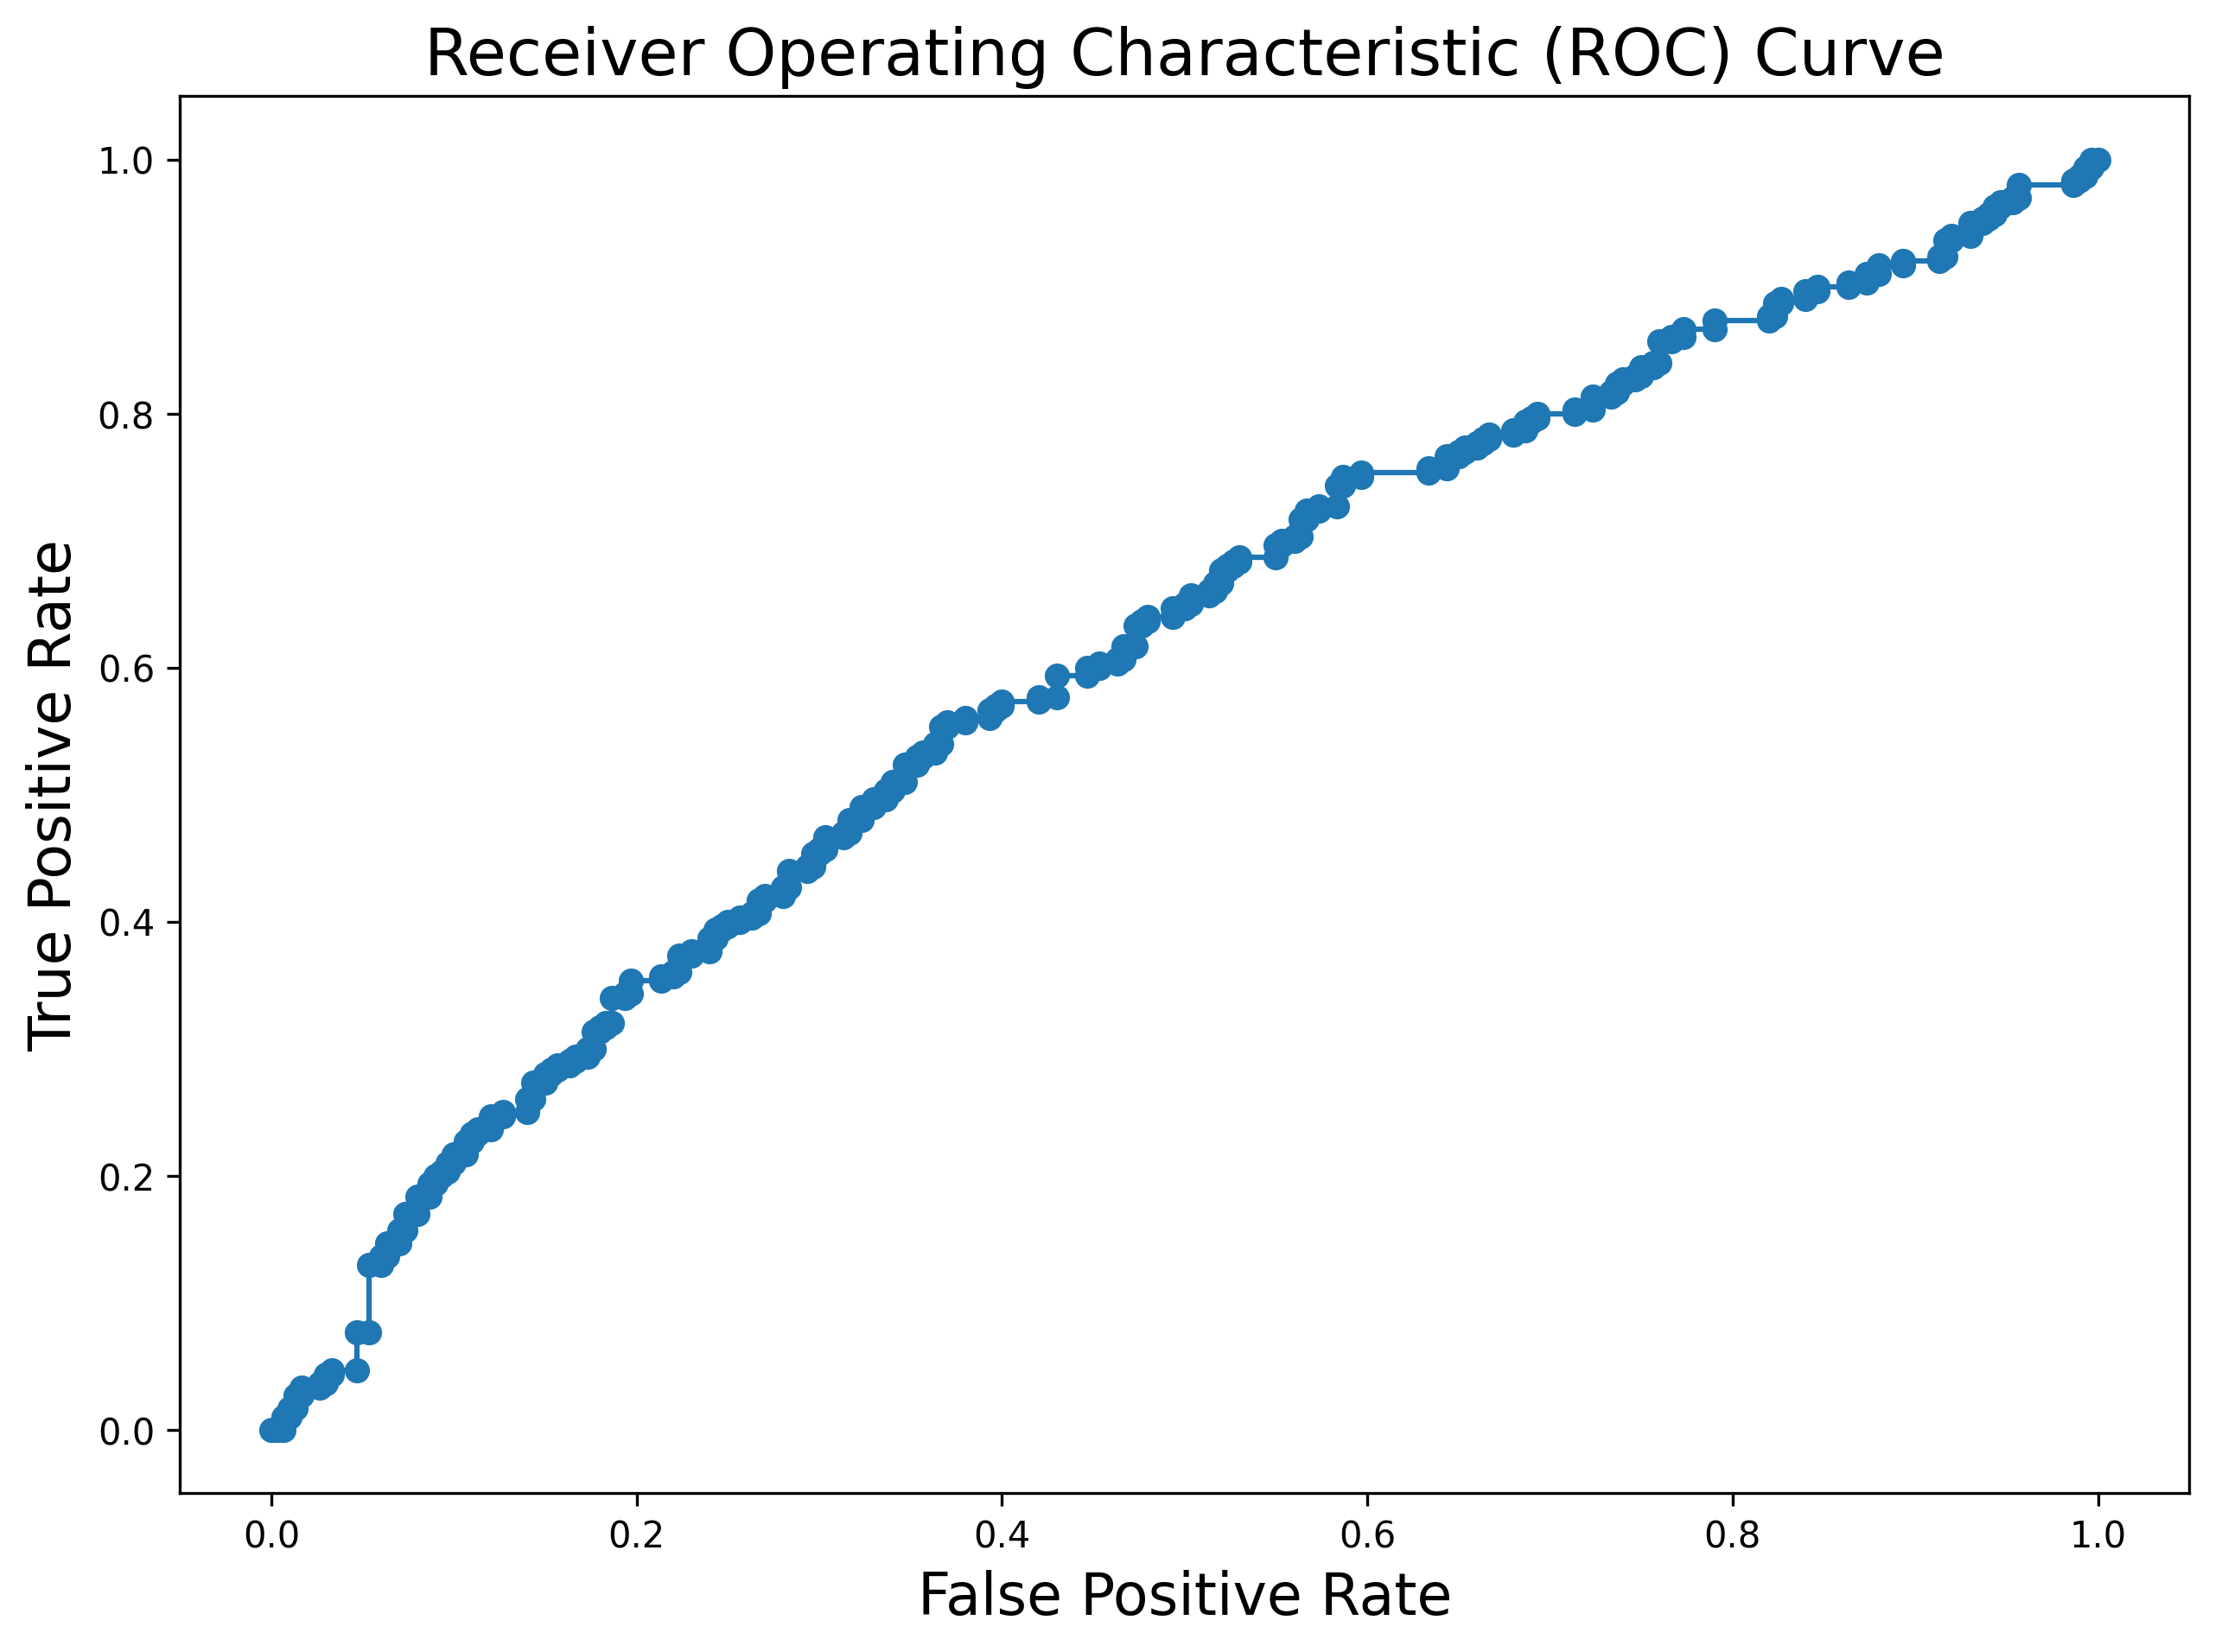 Receiver Operating Characteristic (ROC) Curve
True Positive Rate
1.0
0.8
0.6
0.4
0.2
0.0
0.0 0.2 0.4 0.6 0.8 1.0
False Positive Rate